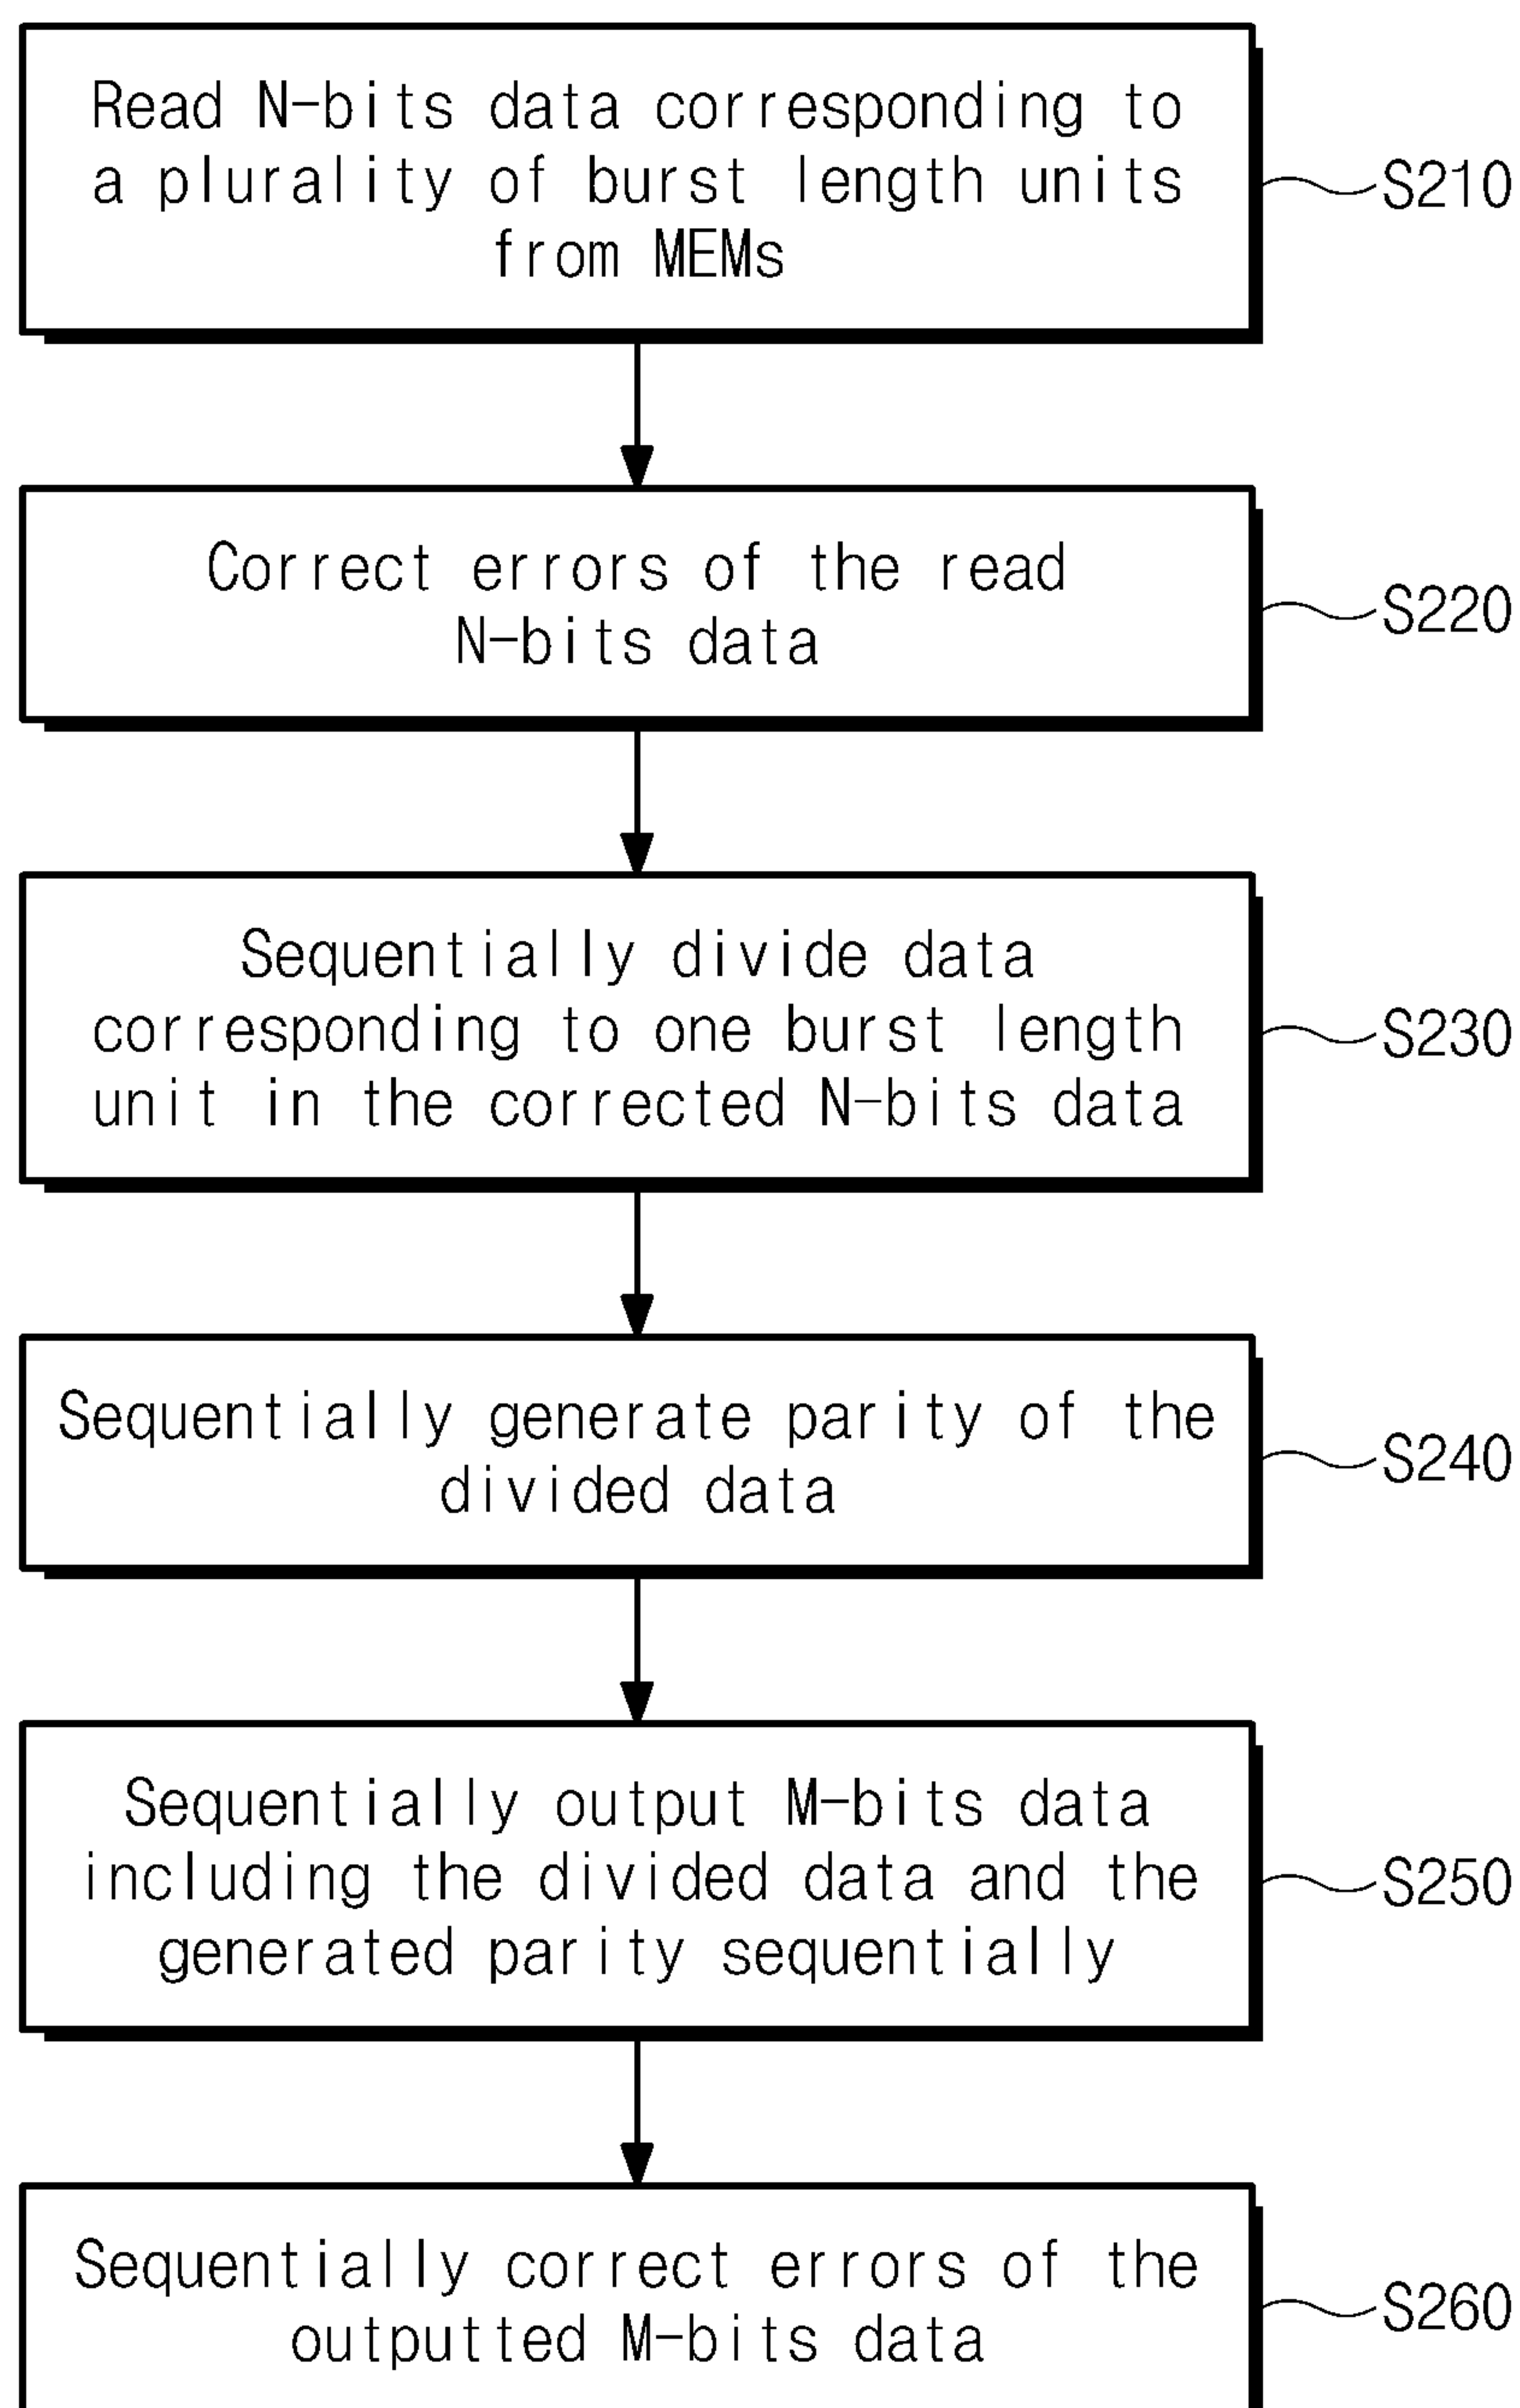 Read N-bits data corresponding to
a plurality of burst length units
from MEMs
S210
Correct errors of the read
N-bits data
S220
Sequentially divide data
corresponding to one burst length
unit in the corrected N-bits data
S230
Sequentially generate parity of the
divided data
S240
Sequentially output M-bits data
including the divided data and the
generated parity sequentially
S250
Sequentially correct errors of the
outputted M-bits data
S260